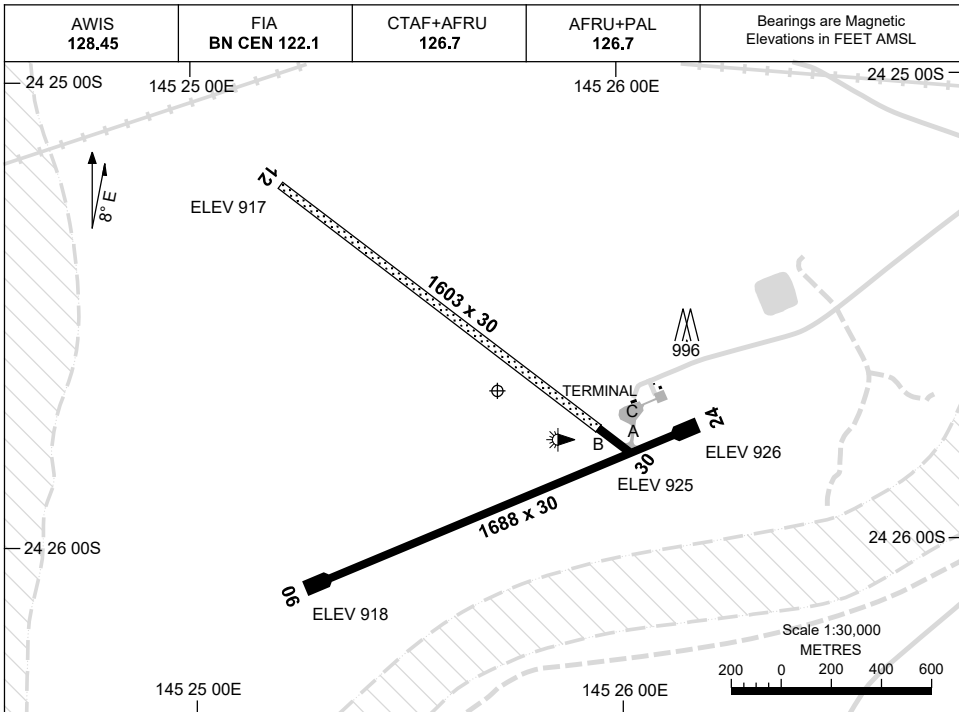 AWIS
128.45
FIA
BN CEN 122.1
CTAF+AFRU
126.7
AFRU+PAL
126.7
Bearings are Magnetic
Elevations in FEET AMSL
24 25 00S
145 25 00E
145 26 00E
24 25 00S
8° E
12
ELEV 917
1603 x 30
996
TERMINAL
C
A
B
24
30
ELEV 926
ELEV 925
1688 x 30
24 26 00S
24 26 00S
06
ELEV 918
Scale 1:30,000
METRES
200 0 200 400 600
145 25 00E
145 26 00E